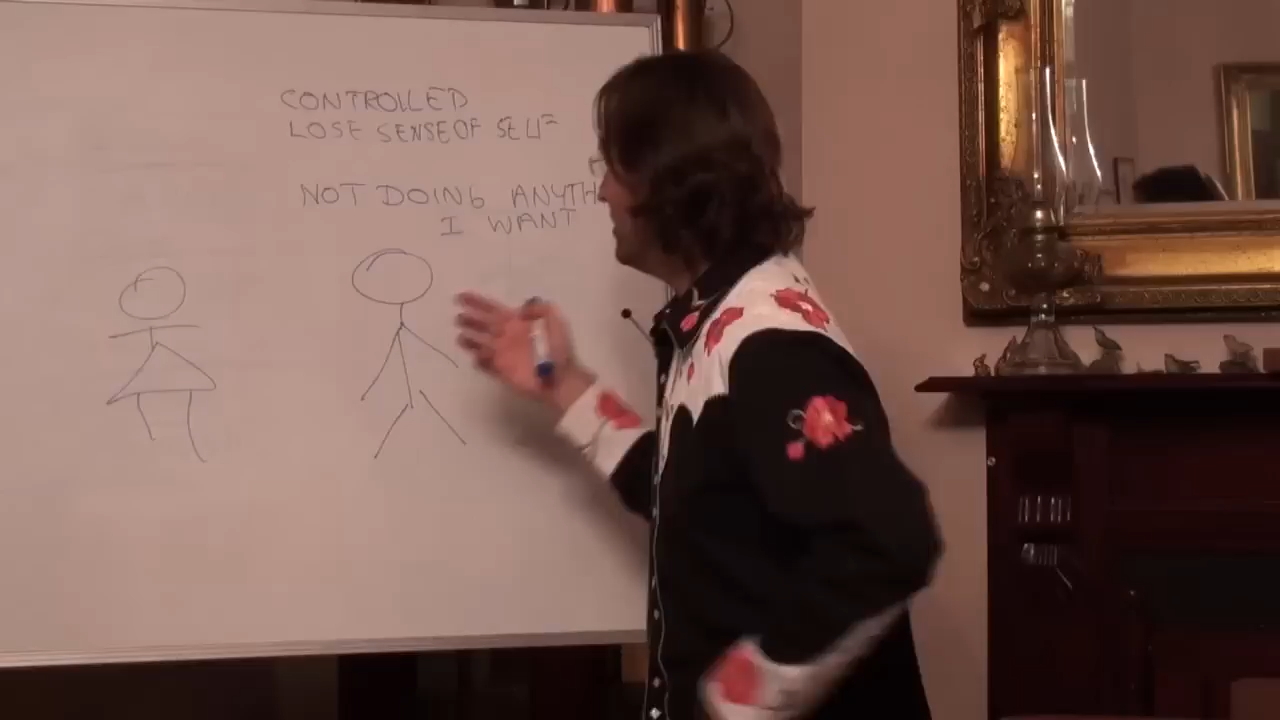 CONTROLLED
LOSE SENSE OF SELF
NOT DOING ANYTH
I WANT